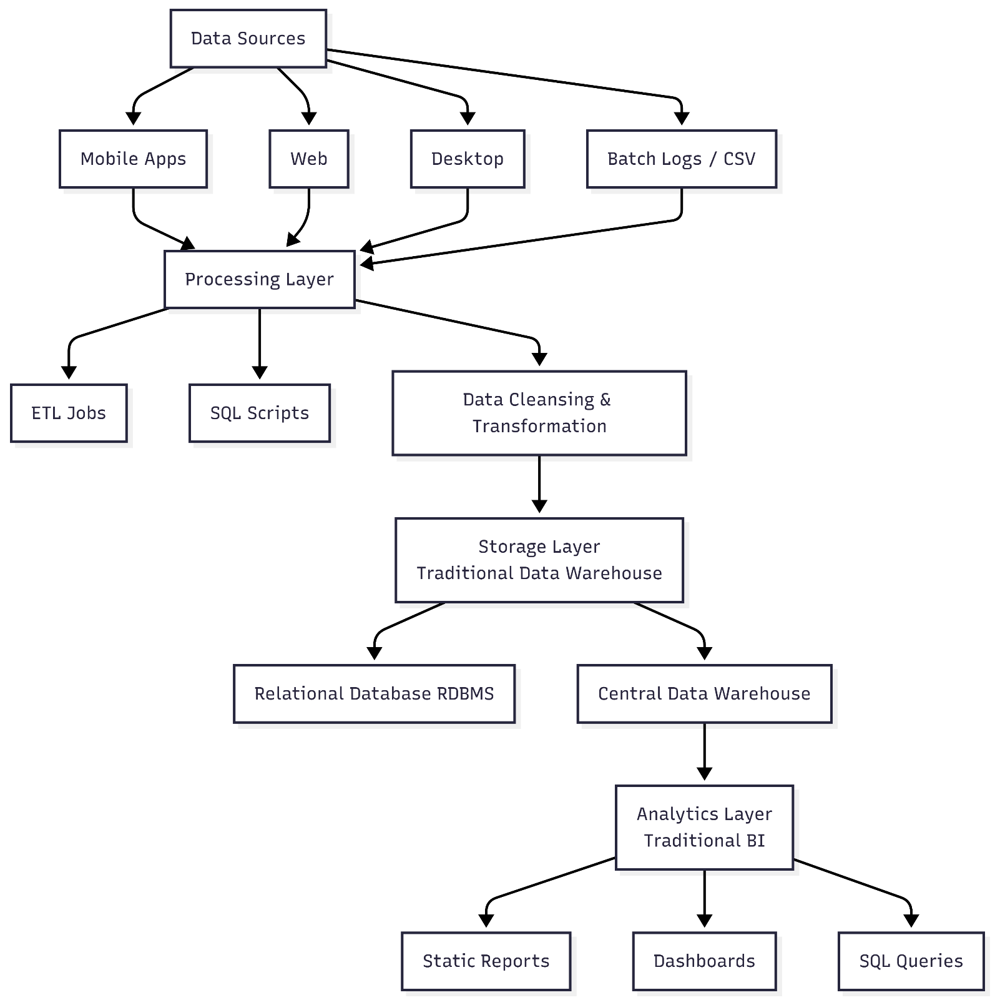 Data Sources
Mobile Apps
Web
Desktop
Batch Logs / CSV
Processing Layer
ETL Jobs
SQL Scripts
Data Cleansing &
Transformation
Storage Layer
Traditional Data Warehouse
Relational Database RDBMS
Central Data Warehouse
Analytics Layer
Traditional BI
Static Reports
Dashboards
SQL Queries